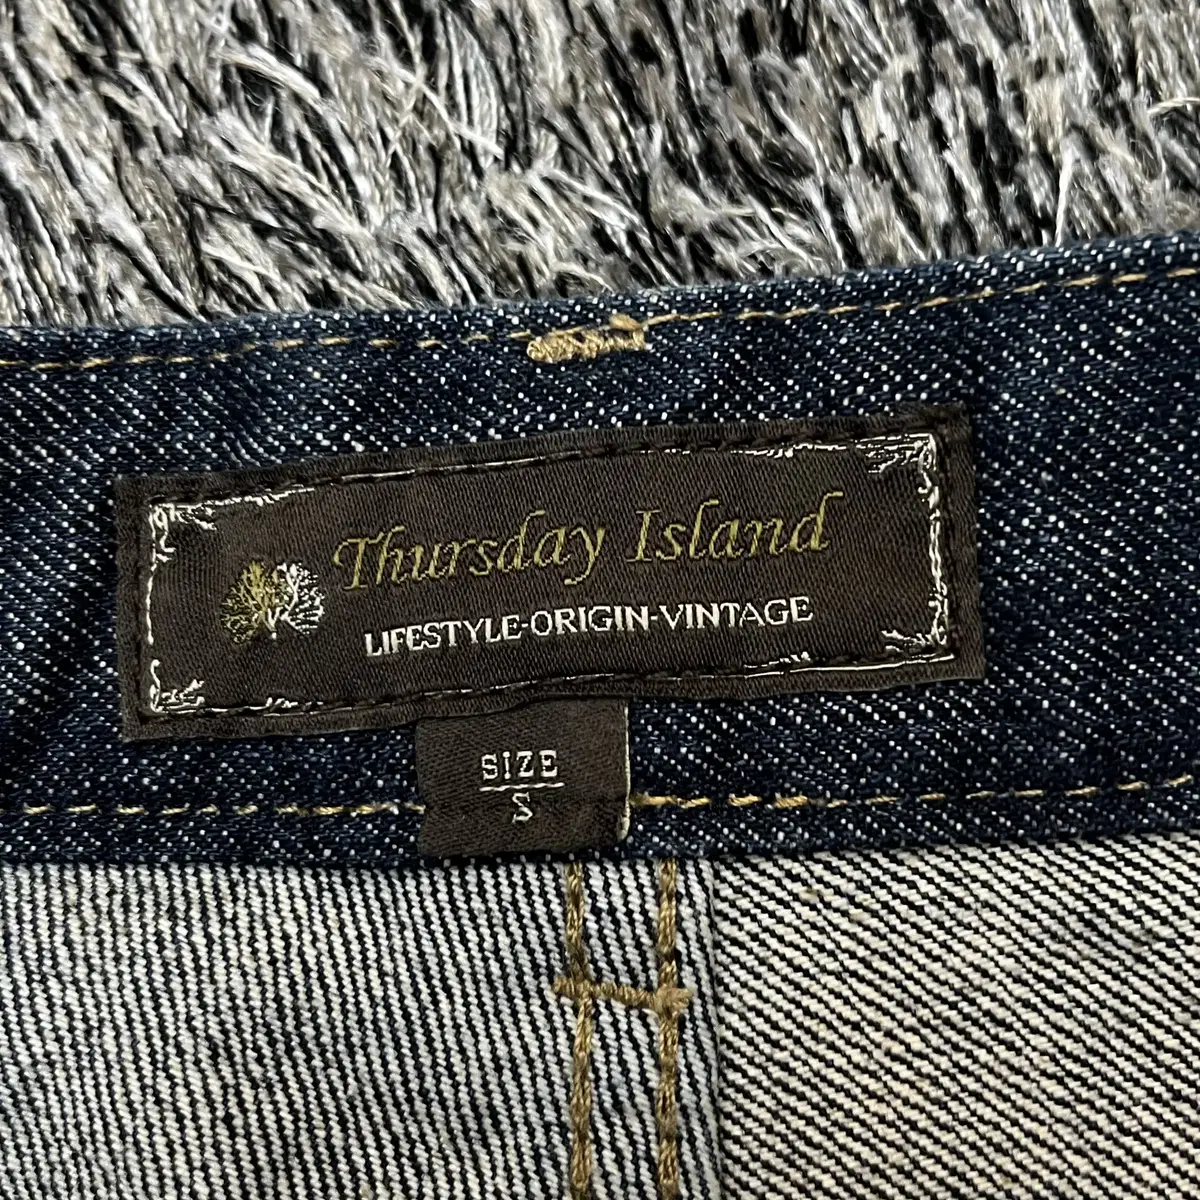 Thursday Island
LIFESTYLE-ORIGIN-VINTAGE
SIZE
S